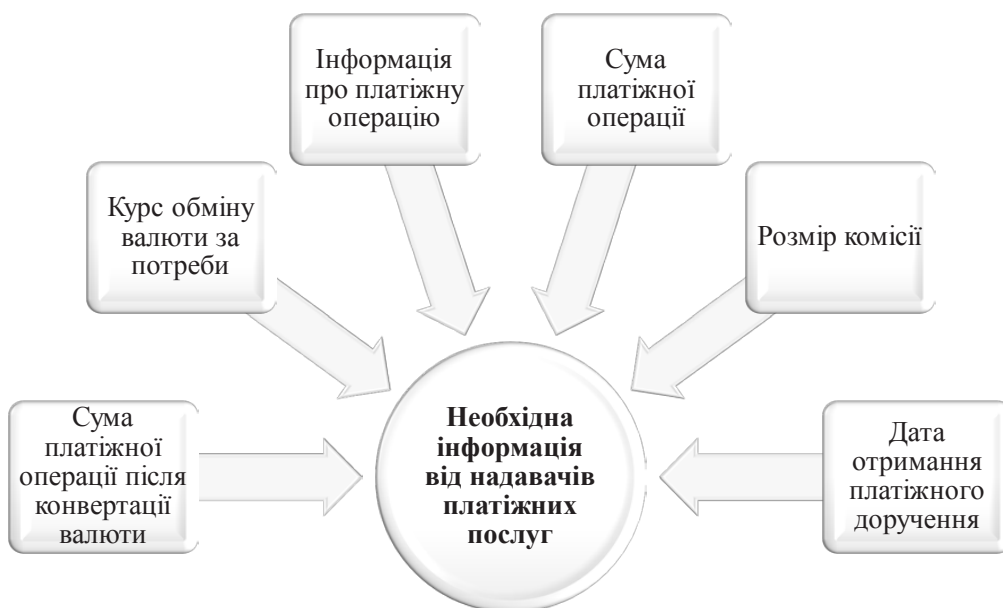 Інформація
про платіжну
операцію
Сума
платіжної
операції
Курс обміну
валюти за
потреби
Розмір комісії
Сума
платіжної
операції після
конвертації
валюти
Необхідна
інформація
від надавачів
платіжних
послуг
Дата
отримання
платіжного
доручення